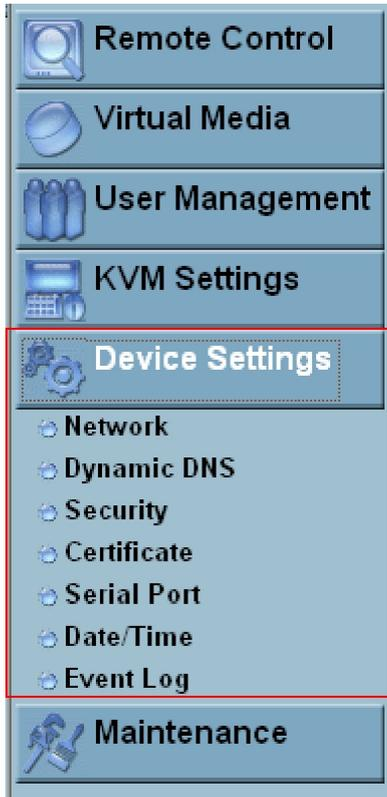 Remote Control
Virtual Media
User Management
KVM Settings
Device Settings
Network
Dynamic DNS
Security
Certificate
Serial Port
Date/Time
Event Log
Maintenance